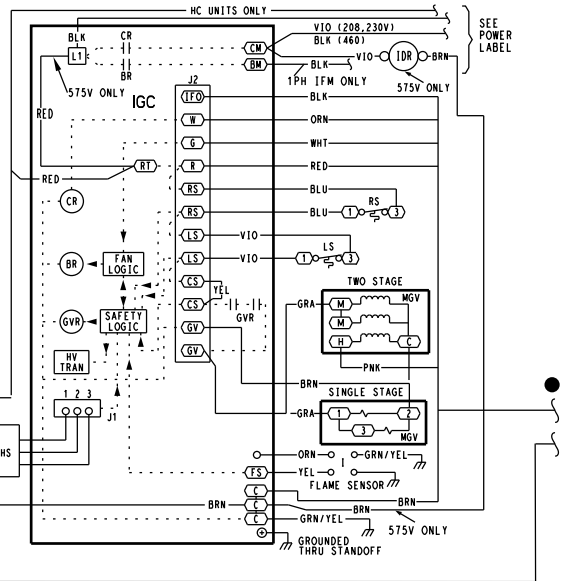 HC UNITS ONLY
VIO (208,230V)
BLK (460)
SEE
POWER
LABEL
BLK
CR
L1
BR
CM
BM
BLK
VIO
IDR
BRN
575V ONLY
1PH IFM ONLY
575V ONLY
IGC
J2
IFO
BLK
RED
W
ORN
G
WHT
RT
R
RED
RED
RS
BLU
CR
RS
BLU
1
RS
3
LS
VIO
BR
FAN
LOGIC
LS
VIO
1
LS
3
CS
YEL
TWO STAGE
CS
GVR
GRA
M
MGV
GVR
SAFETY
LOGIC
GV
M
HV
TRAN
GV
H
C
PNK
BRN
SINGLE STAGE
1 2 3
J1
GRA
1
2
3
MGV
HS
ORN
GRN/YEL
I
FS
YEL
FLAME SENSOR
C
BRN
BRN
C
BRN
C
GRN/YEL
575V ONLY
GROUNDED
THRU STANDOFF